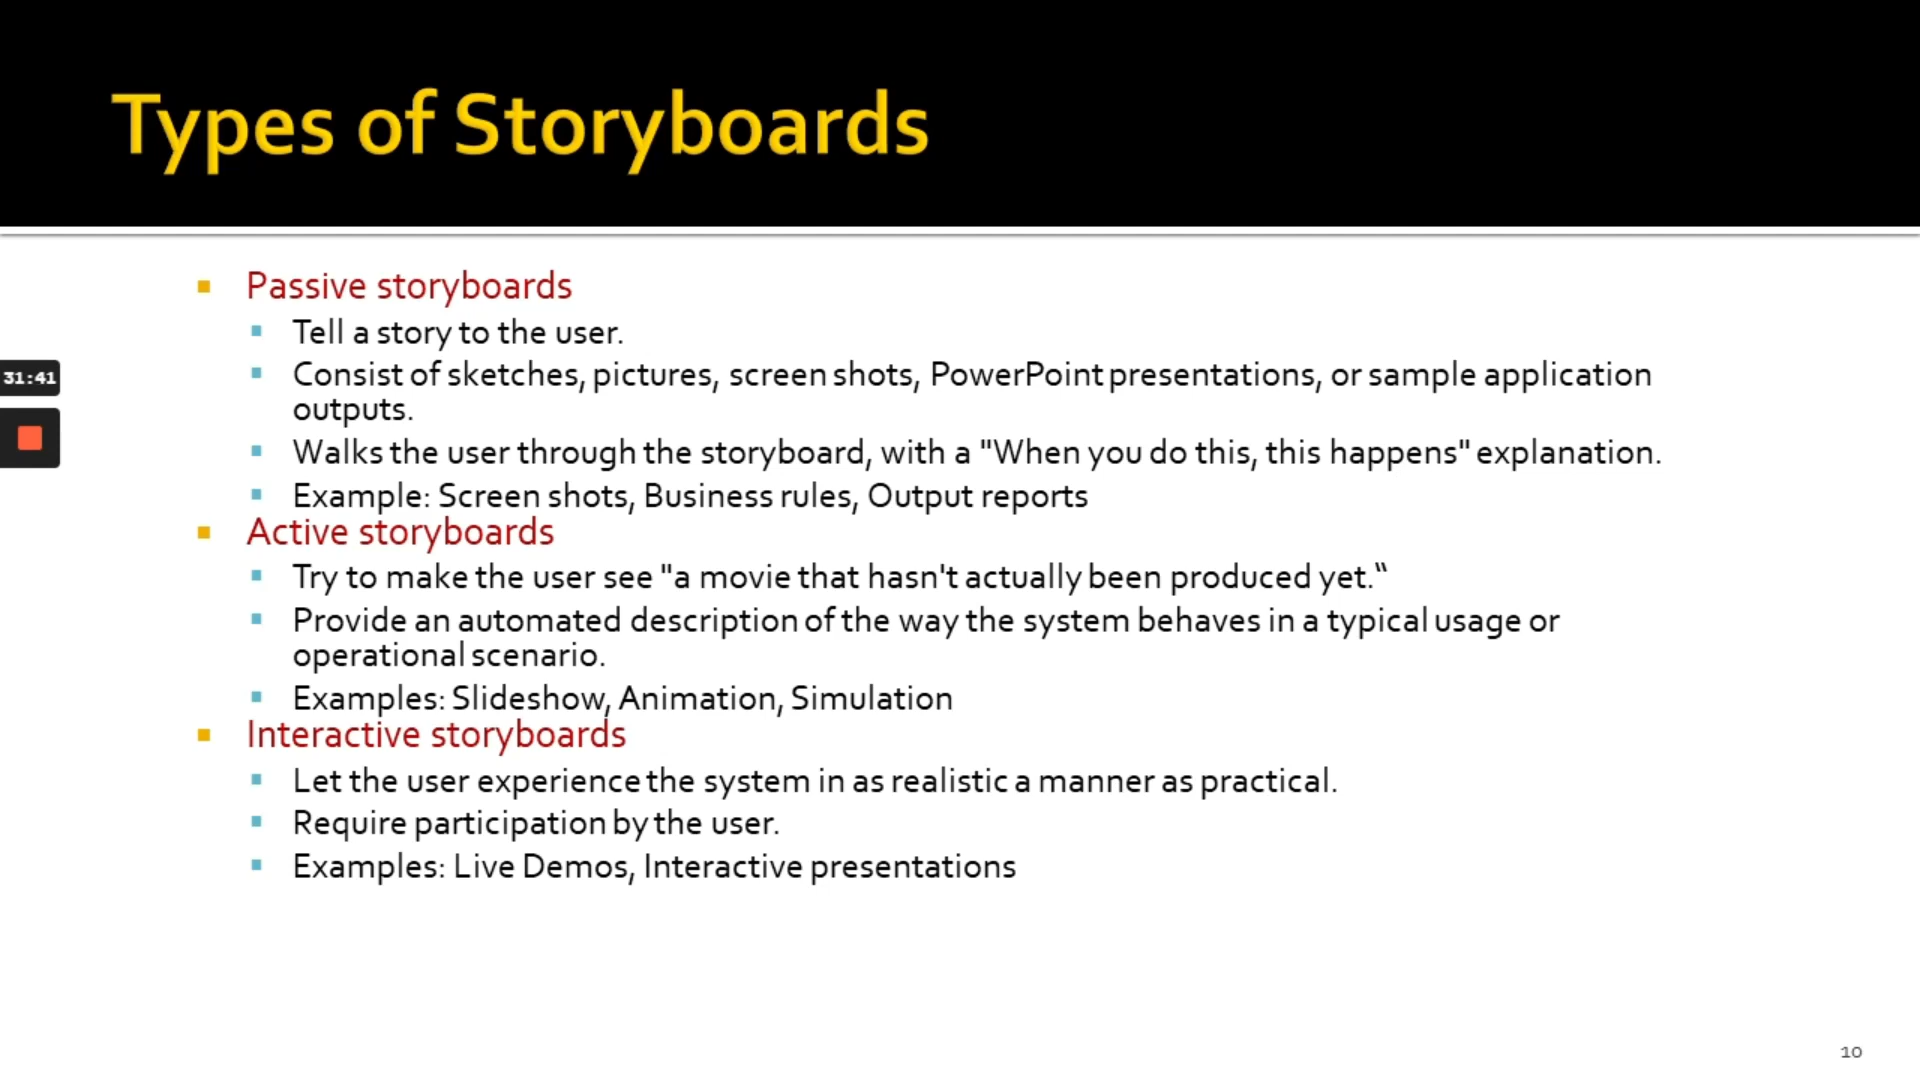 Types of Storyboards
Passive storyboards
Tell a story to the user.
Consist of sketches, pictures, screen shots, PowerPoint presentations, or sample application
outputs.
31:41
Walks the user through the storyboard, with a "When you do this, this happens" explanation.
Example: Screen shots, Business rules, Output reports
Active storyboards
Try to make the user see "a movie that hasn't actually been produced yet.“
Provide an automated description of the way the system behaves in a typical usage or
operational scenario.
Examples: Slideshow, Animation, Simulation
Interactive storyboards
Let the user experience the system in as realistic a manner as practical.
Require participation by the user.
Examples: Live Demos, Interactive presentations
10